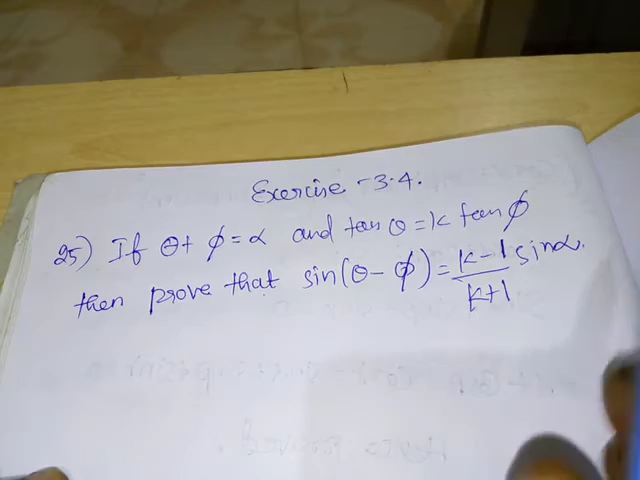 Exercise - 3.4.
25) If θ + ϕ = α and tan θ = k tan ϕ
then prove that sin(θ - ϕ) = k-1/k+1 sin α.